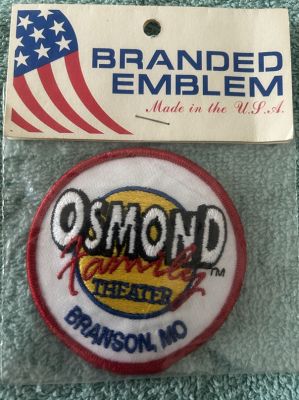 BRANDED
EMBLEM
Made in the U.S.A.
OSMOND
Family TM
THEATER
BRANSON, MO